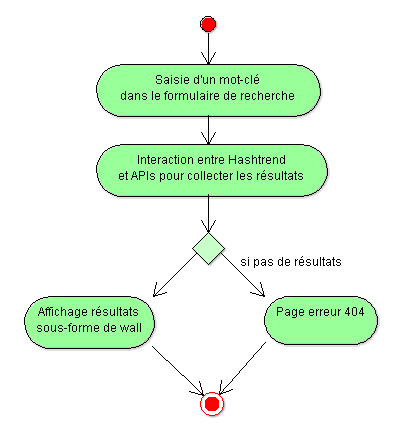 Saisie d'un mot-clé
dans le formulaire de recherche
Interaction entre Hashtrend
et APIs pour collecter les résultats
si pas de résultats
Affichage résultats
sous-forme de wall
Page erreur 404